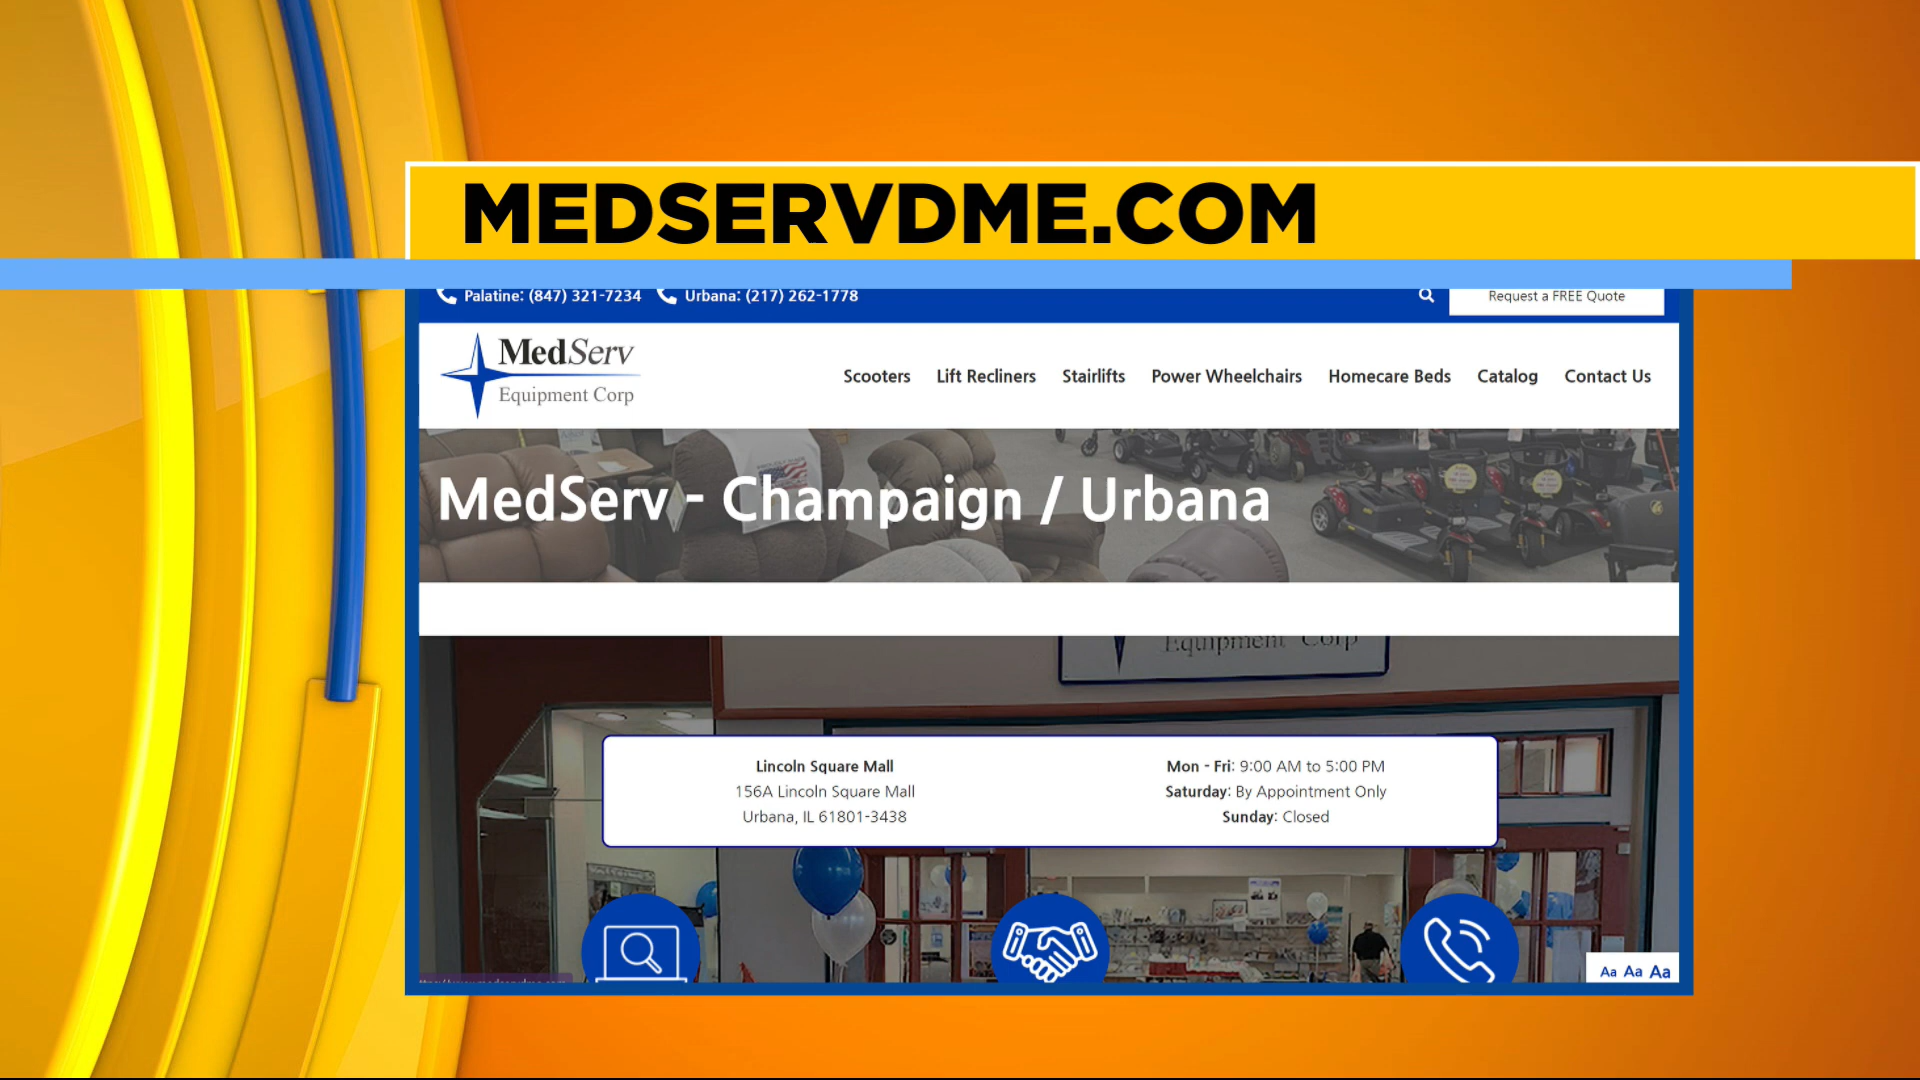 MEDSERVDME.COM
Palatine: (847) 321-7234 Urbana: (217) 262-1778
Request a FREE Quote
MedServ
Equipment Corp
Scooters Lift Recliners Stairlifts Power Wheelchairs Homecare Beds Catalog Contact Us
MedServ - Champaign / Urbana
Equipment Corp
Lincoln Square Mall
156A Lincoln Square Mall
Urbana, IL 61801-3438
Mon - Fri: 9:00 AM to 5:00 PM
Saturday: By Appointment Only
Sunday: Closed
Aa Aa Aa